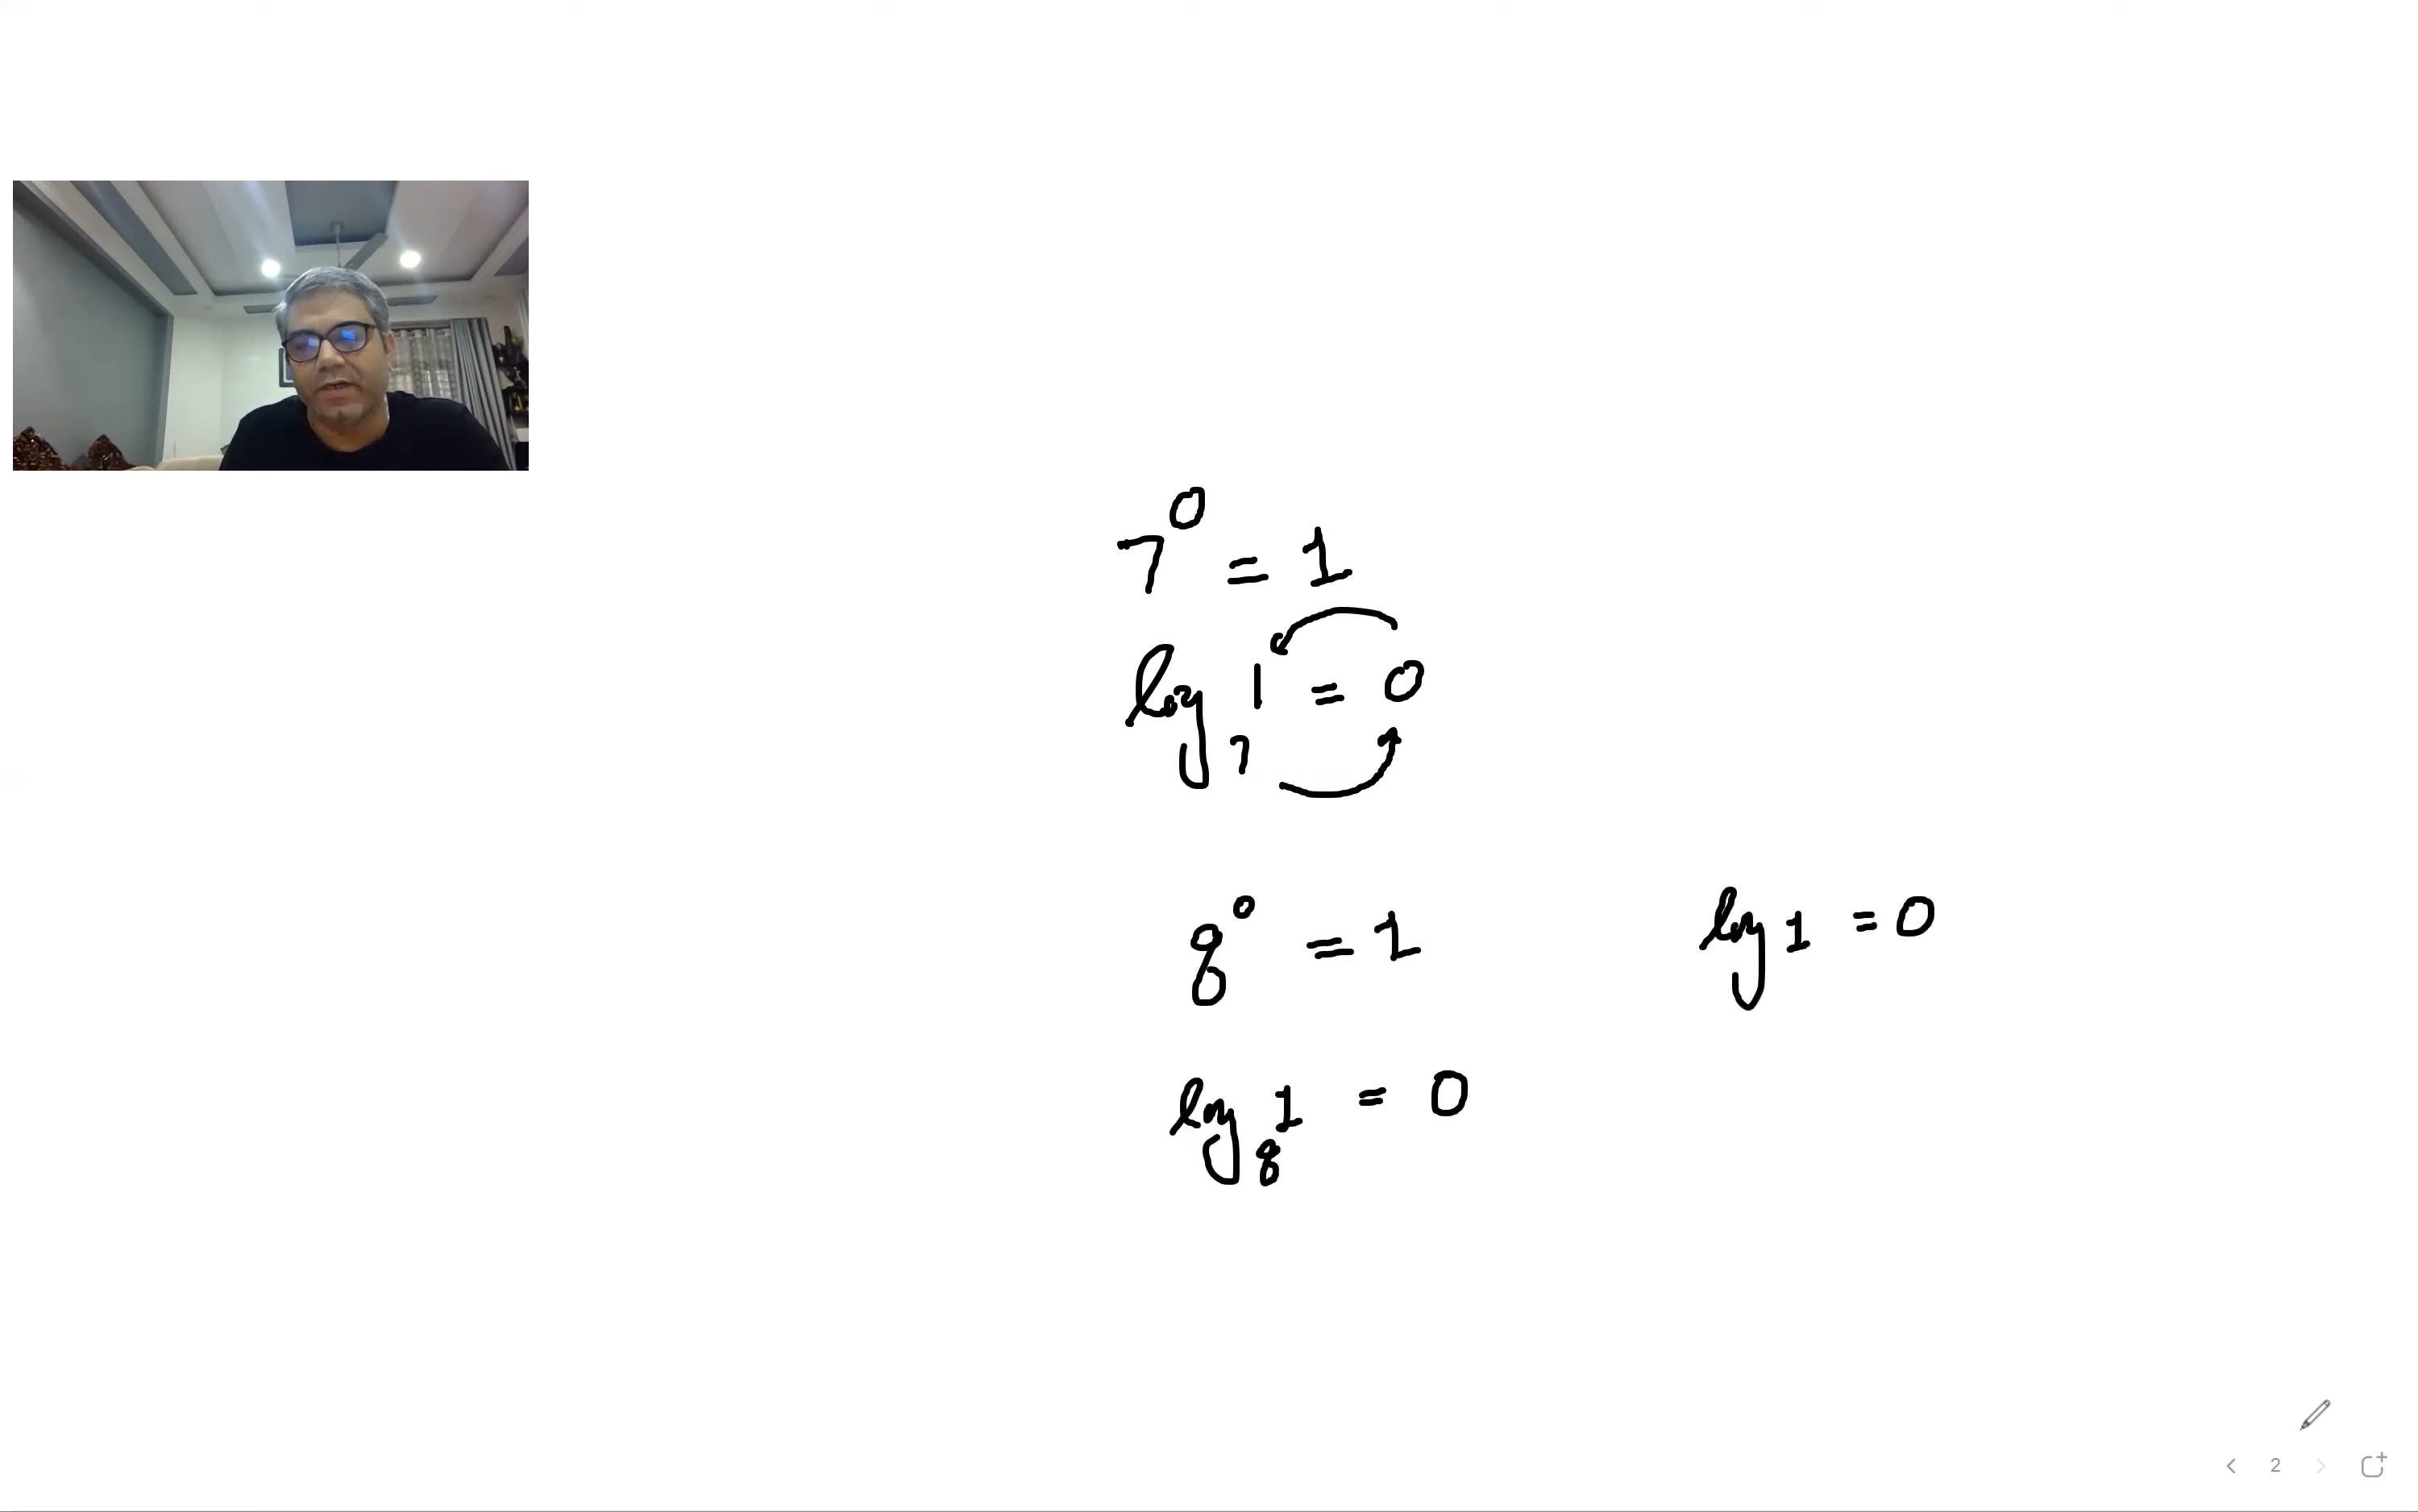 7⁰ = 1
log₇ 1 = 0
8⁰ = 1
log 1 = 0
log₈ 1 = 0
2